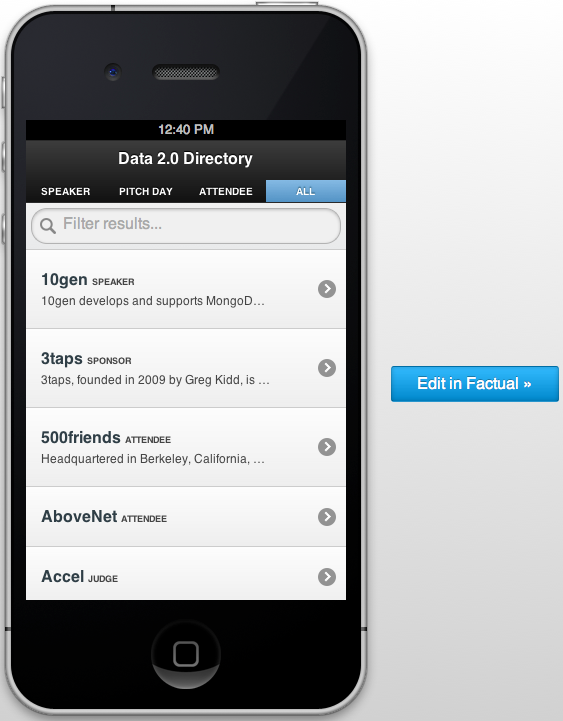 12:40 PM
Data 2.0 Directory
SPEAKER PITCH DAY ATTENDEE ALL
Filter results...
10gen SPEAKER
10gen develops and supports MongoD...
3taps SPONSOR
3taps, founded in 2009 by Greg Kidd, is ...
500friends ATTENDEE
Headquartered in Berkeley, California, ...
AboveNet ATTENDEE
Accel JUDGE
Edit in Factual »